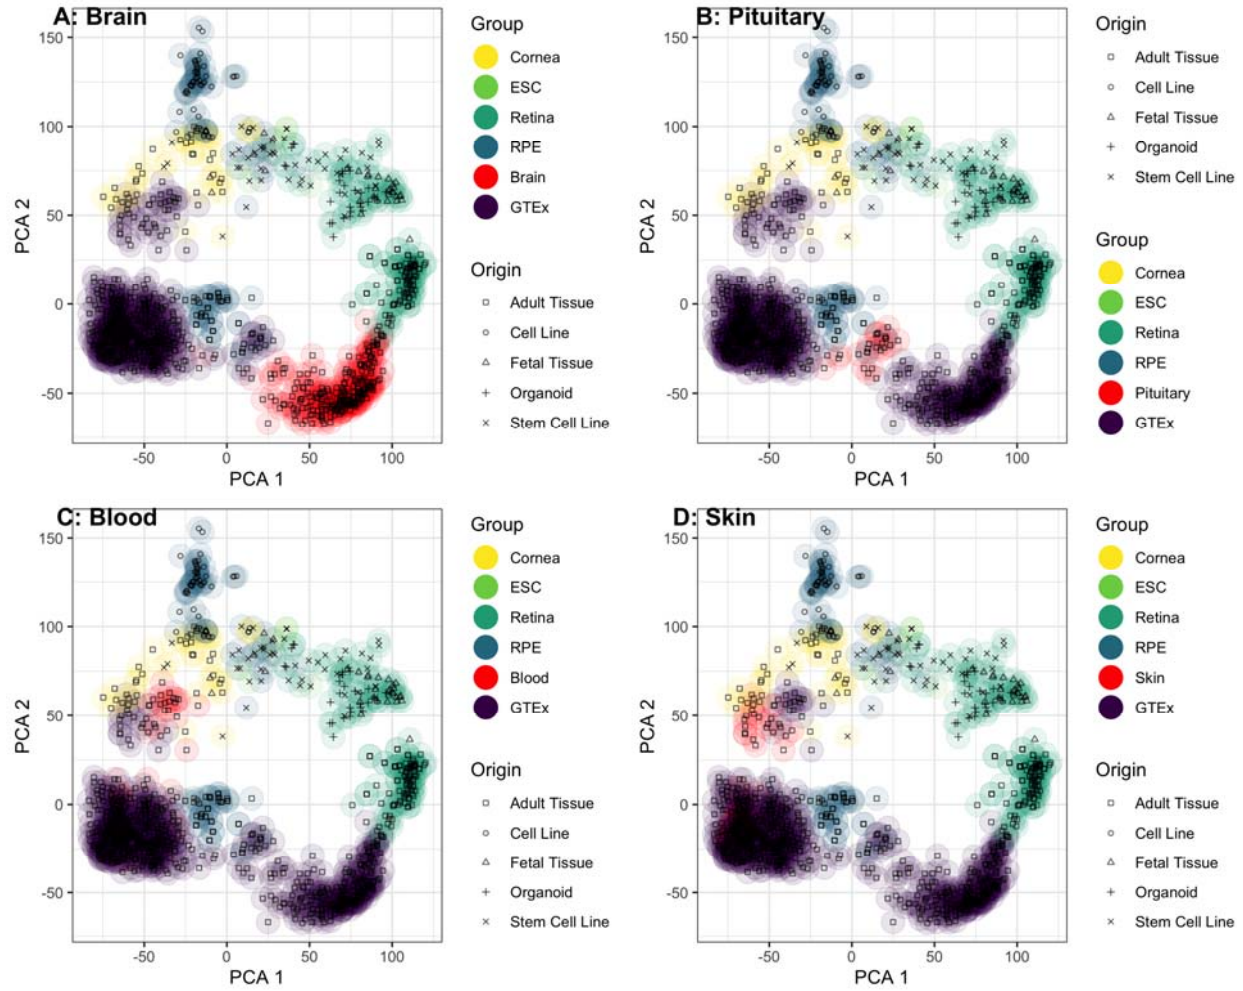 A: Brain
150
100
50
0
-50
PCA 2
-50 0 50 100
PCA 1
Group
Cornea
ESC
Retina
RPE
Brain
GTEx
Origin
Adult Tissue
Cell Line
Fetal Tissue
Organoid
Stem Cell Line
B: Pituitary
150
100
50
0
-50
PCA 2
-50 0 50 100
PCA 1
Origin
Adult Tissue
Cell Line
Fetal Tissue
Organoid
Stem Cell Line
Group
Cornea
ESC
Retina
RPE
Pituitary
GTEx
C: Blood
150
100
50
0
-50
PCA 2
-50 0 50 100
PCA 1
Group
Cornea
ESC
Retina
RPE
Blood
GTEx
Origin
Adult Tissue
Cell Line
Fetal Tissue
Organoid
Stem Cell Line
D: Skin
150
100
50
0
-50
PCA 2
-50 0 50 100
PCA 1
Group
Cornea
ESC
Retina
RPE
Skin
GTEx
Origin
Adult Tissue
Cell Line
Fetal Tissue
Organoid
Stem Cell Line